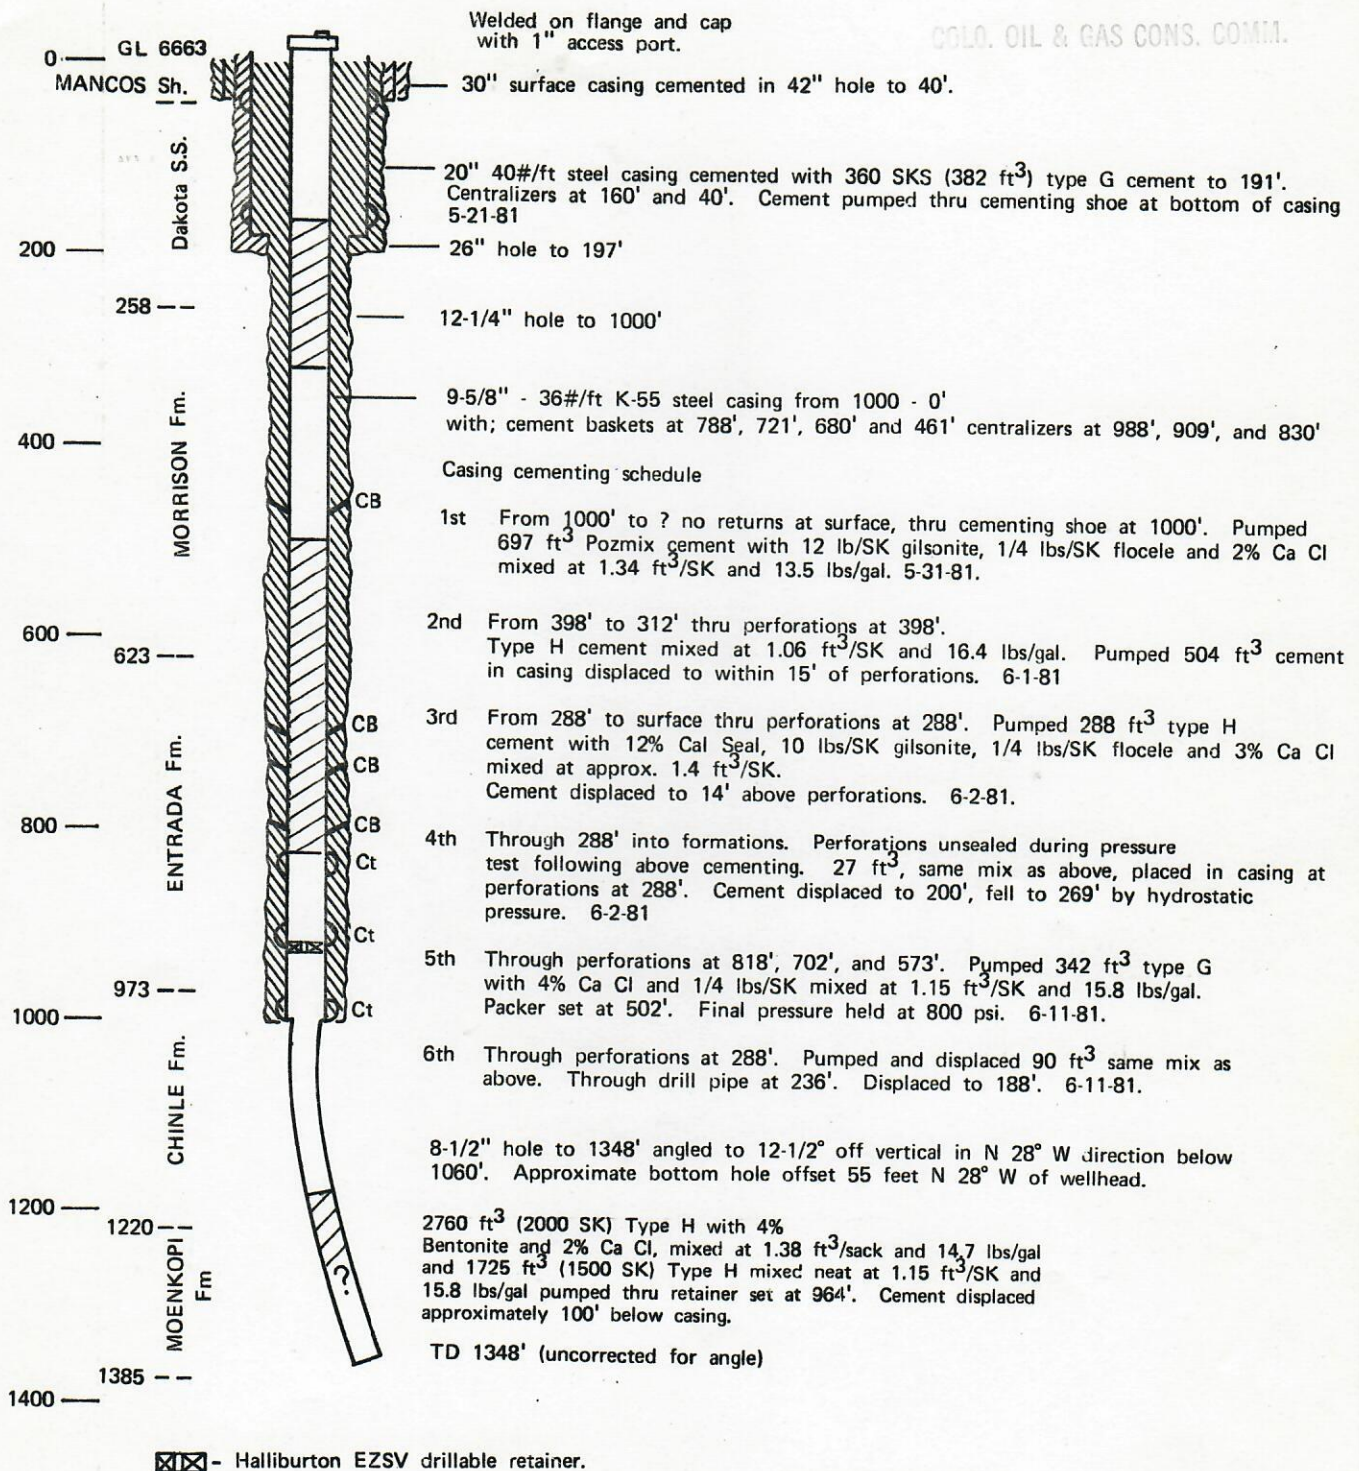 COLO. OIL & GAS CONS. COMM.
Welded on flange and cap
with 1" access port.
0
GL 6663
MANCOS Sh.
30" surface casing cemented in 42" hole to 40'.
Dakota S.S.
20" 40#/ft steel casing cemented with 360 SKS (382 ft³) type G cement to 191'.
Centralizers at 160' and 40'. Cement pumped thru cementing shoe at bottom of casing
5-21-81
200
26" hole to 197'
258
12-1/4" hole to 1000'
MORRISON Fm.
9-5/8" - 36#/ft K-55 steel casing from 1000 - 0'
with; cement baskets at 788', 721', 680' and 461' centralizers at 988', 909', and 830'
400
Casing cementing schedule
CB
1st From 1000' to ? no returns at surface, thru cementing shoe at 1000'. Pumped
697 ft³ Pozmix cement with 12 lb/SK gilsonite, 1/4 lbs/SK flocele and 2% Ca Cl
mixed at 1.34 ft³/SK and 13.5 lbs/gal. 5-31-81.
600
623
2nd From 398' to 312' thru perforations at 398'.
Type H cement mixed at 1.06 ft³/SK and 16.4 lbs/gal. Pumped 504 ft³ cement
in casing displaced to within 15' of perforations. 6-1-81
ENTRADA Fm.
CB
CB
3rd From 288' to surface thru perforations at 288'. Pumped 288 ft³ type H
cement with 12% Cal Seal, 10 lbs/SK gilsonite, 1/4 lbs/SK flocele and 3% Ca Cl
mixed at approx. 1.4 ft³/SK.
Cement displaced to 14' above perforations. 6-2-81.
800
CB
Ct
4th Through 288' into formations. Perforations unsealed during pressure
test following above cementing. 27 ft³, same mix as above, placed in casing at
perforations at 288'. Cement displaced to 200', fell to 269' by hydrostatic
pressure. 6-2-81
Ct
973
5th Through perforations at 818', 702', and 573'. Pumped 342 ft³ type G
with 4% Ca Cl and 1/4 lbs/SK mixed at 1.15 ft³/SK and 15.8 lbs/gal.
Packer set at 502'. Final pressure held at 800 psi. 6-11-81.
1000
Ct
CHINLE Fm.
6th Through perforations at 288'. Pumped and displaced 90 ft³ same mix as
above. Through drill pipe at 236'. Displaced to 188'. 6-11-81.
8-1/2" hole to 1348' angled to 12-1/2° off vertical in N 28° W direction below
1060'. Approximate bottom hole offset 55 feet N 28° W of wellhead.
1200
1220
MOENKOPI
Fm
?
2760 ft³ (2000 SK) Type H with 4%
Bentonite and 2% Ca Cl, mixed at 1.38 ft³/sack and 14.7 lbs/gal
and 1725 ft³ (1500 SK) Type H mixed neat at 1.15 ft³/SK and
15.8 lbs/gal pumped thru retainer set at 964'. Cement displaced
approximately 100' below casing.
TD 1348' (uncorrected for angle)
1385
1400
- Halliburton EZSV drillable retainer.